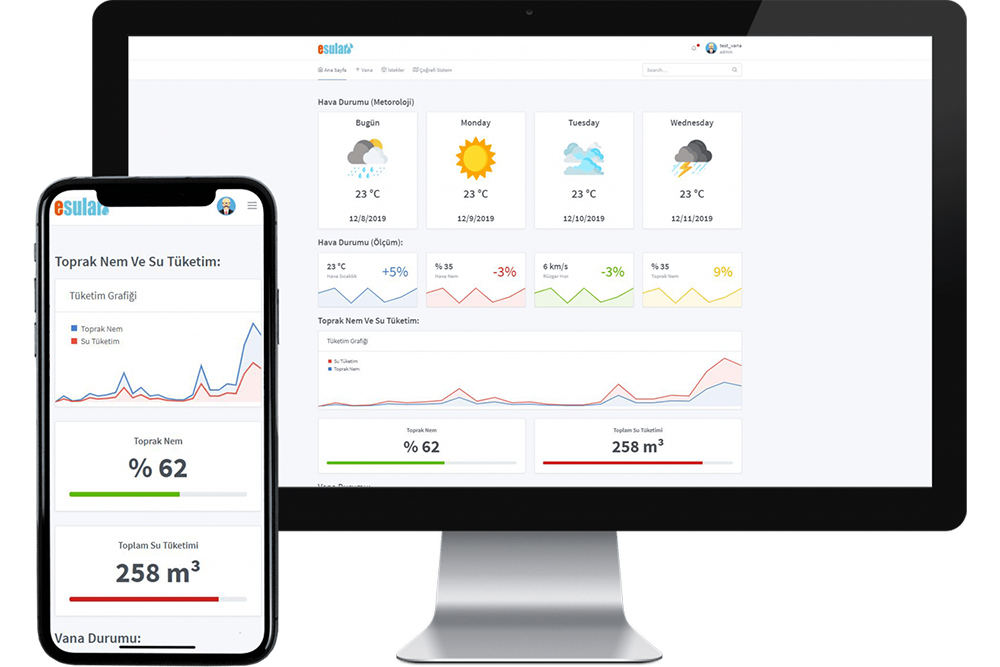 esular
test_vana
admin
Ana Sayfa
Vana
İstekler
Coğrafi Sistem
Search...
Hava Durumu (Metoroloji)
Bugün
Monday
Tuesday
Wednesday
23 °C
23 °C
23 °C
23 °C
12/8/2019
12/9/2019
12/10/2019
12/11/2019
Hava Durumu (Ölçüm):
23 °C
Hava Sıcaklık
+5%
% 35
Hava Nem
-3%
6 km/s
Rüzgar Hızı
-3%
% 35
Toprak Nem
9%
Toprak Nem Ve Su Tüketim:
Tüketim Grafiği
Su Tüketim
Toprak Nem
Toprak Nem
% 62
Toplam Su Tüketimi
258 m³
Vana Durumu:
esular
Toprak Nem Ve Su Tüketim:
Tüketim Grafiği
Toprak Nem
Su Tüketim
Toprak Nem
% 62
Toplam Su Tüketimi
258 m³
Vana Durumu: